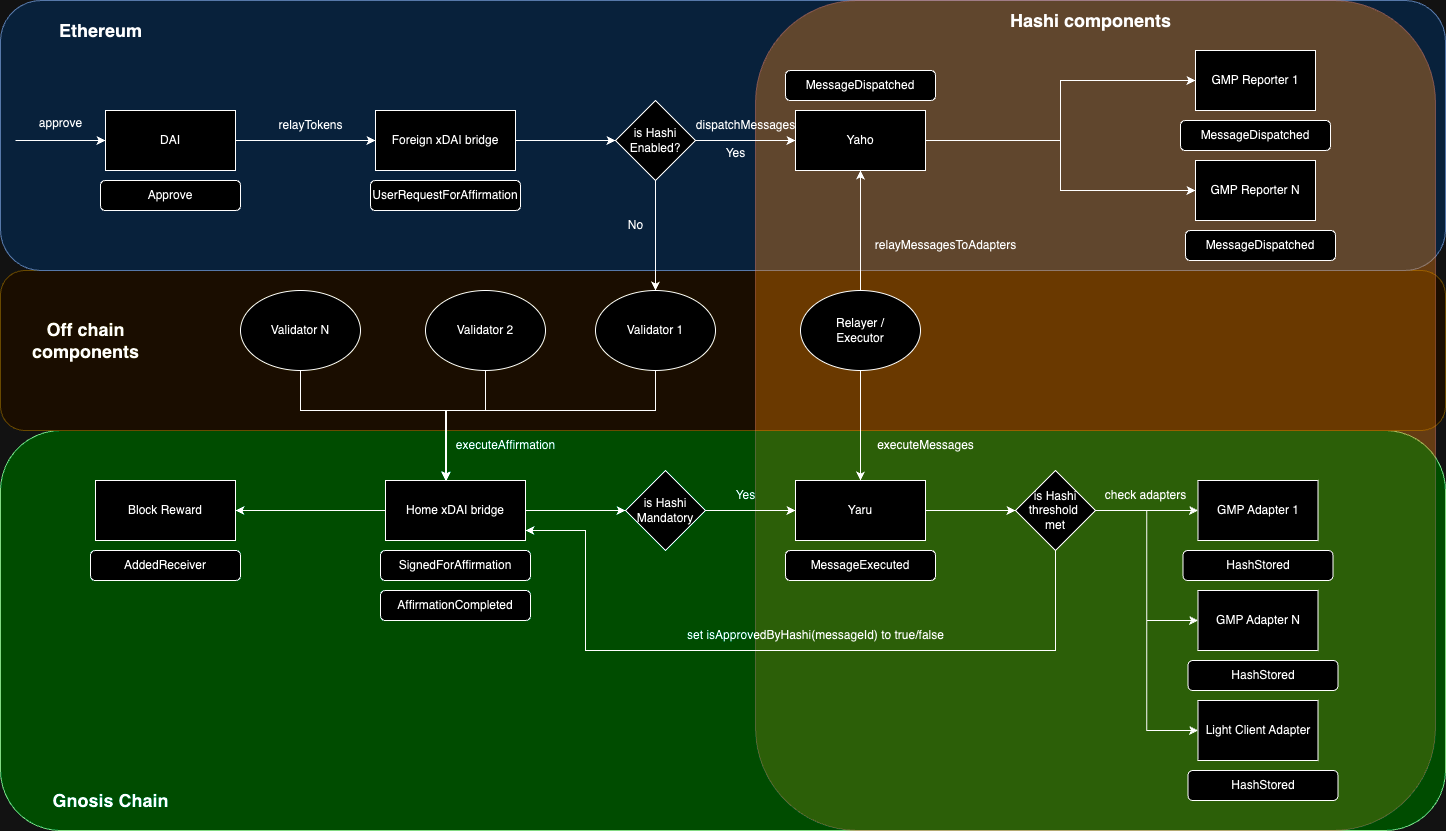 Ethereum
Hashi components
approve
DAI
Approve
relayTokens
Foreign xDAI bridge
UserRequestForAffirmation
is Hashi
Enabled?
dispatchMessages
Yes
No
MessageDispatched
Yaho
GMP Reporter 1
MessageDispatched
GMP Reporter N
MessageDispatched
relayMessagesToAdapters
Off chain
components
Validator N
Validator 2
Validator 1
Relayer /
Executor
executeAffirmation
executeMessages
Block Reward
AddedReceiver
Home xDAI bridge
SignedForAffirmation
AffirmationCompleted
is Hashi
Mandatory
Yes
Yaru
MessageExecuted
is Hashi
threshold
met
check adapters
GMP Adapter 1
HashStored
GMP Adapter N
HashStored
set isApprovedByHashi(messageId) to true/false
Light Client Adapter
HashStored
Gnosis Chain